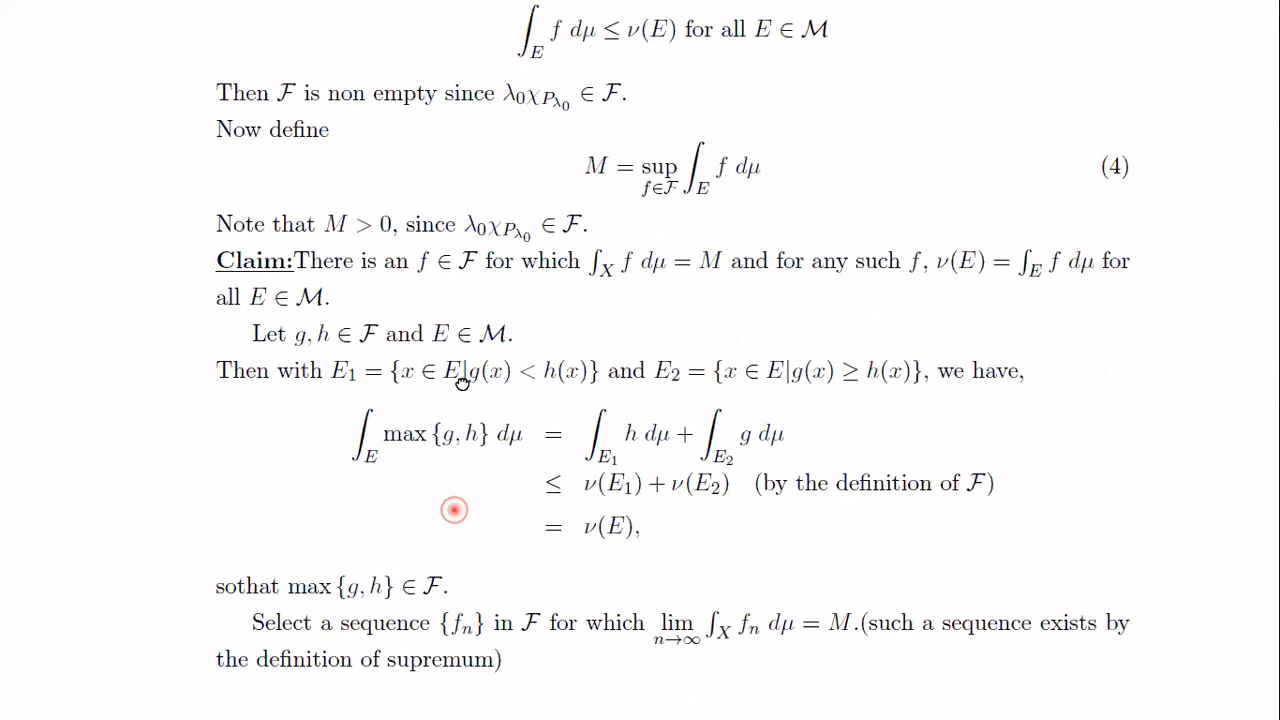 ∫_E f dμ ≤ ν(E) for all E ∈ ℳ
Then ℱ is non empty since λ₀χ_{P_{λ₀}} ∈ ℱ.
Now define
M = sup_{f∈ℱ} ∫_E f dμ (4)
Note that M > 0, since λ₀χ_{P_{λ₀}} ∈ ℱ.
Claim:There is an f ∈ ℱ for which ∫_X f dμ = M and for any such f, ν(E) = ∫_E f dμ for
all E ∈ ℳ.
Let g, h ∈ ℱ and E ∈ ℳ.
Then with E₁ = {x ∈ E|g(x) < h(x)} and E₂ = {x ∈ E|g(x) ≥ h(x)}, we have,
∫_E max {g, h} dμ = ∫_{E₁} h dμ + ∫_{E₂} g dμ
≤ ν(E₁) + ν(E₂) (by the definition of ℱ)
= ν(E),
sothat max {g, h} ∈ ℱ.
Select a sequence {f_n} in ℱ for which lim_{n→∞} ∫_X f_n dμ = M.(such a sequence exists by
the definition of supremum)